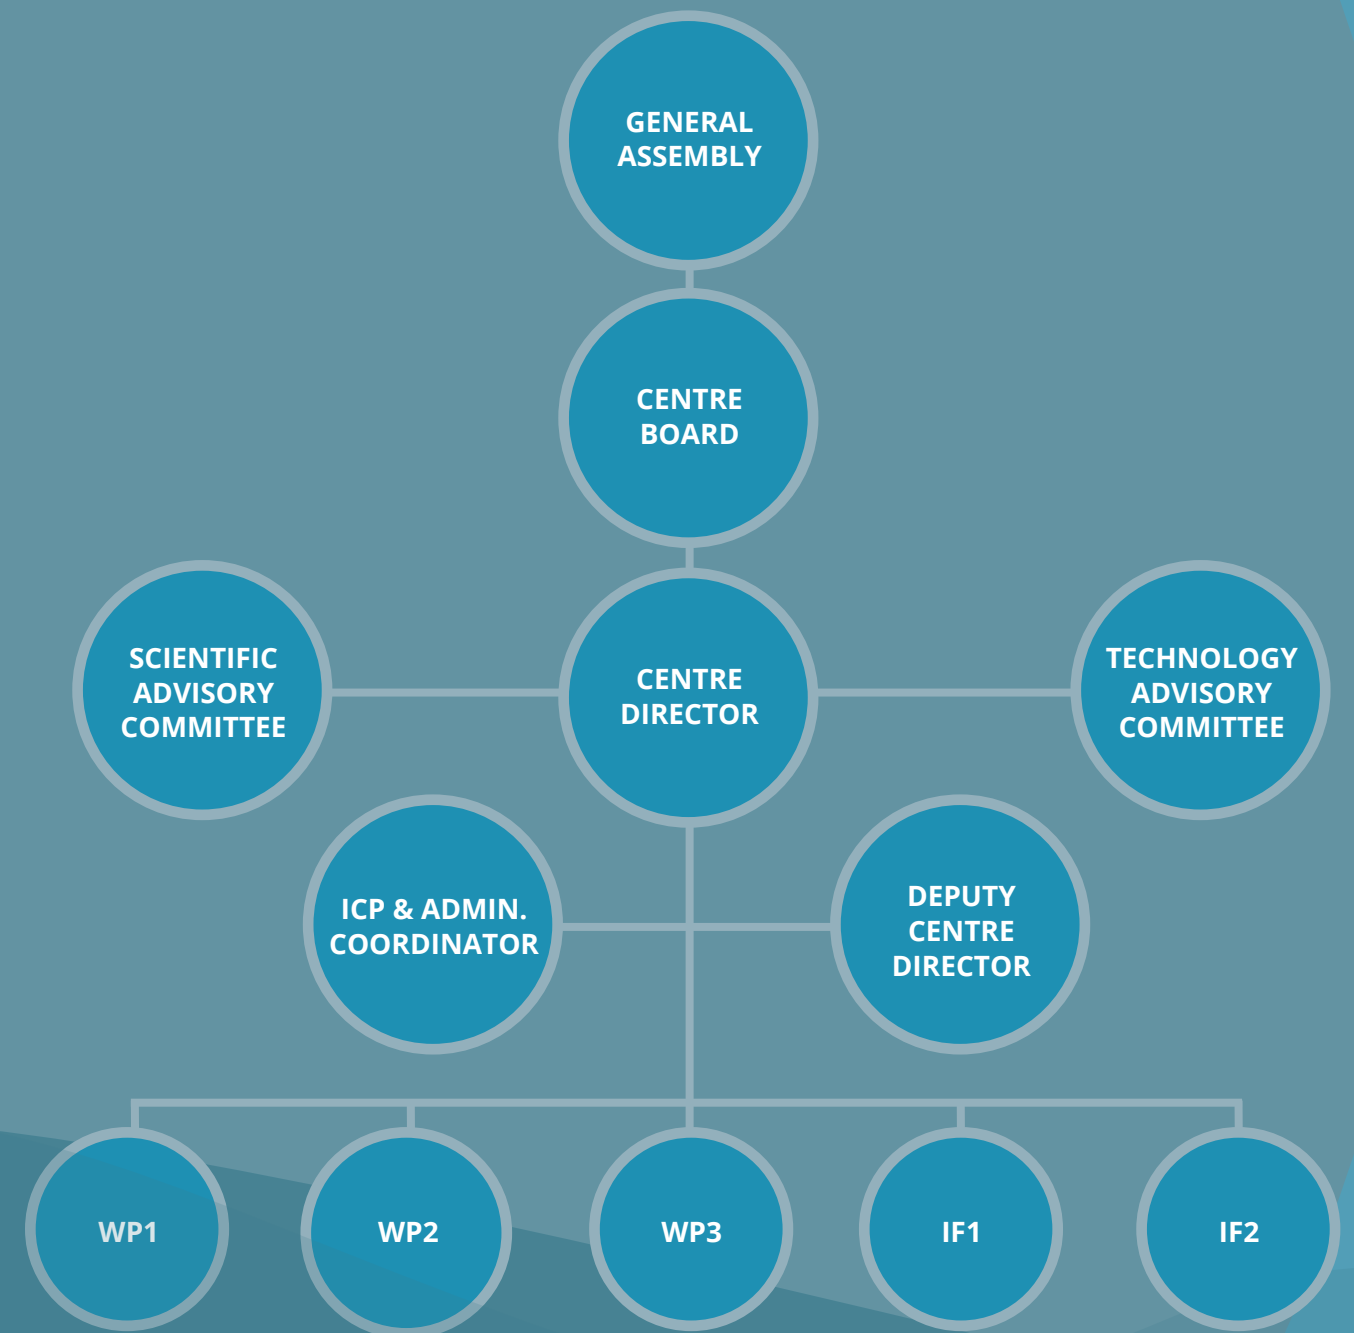 GENERAL
ASSEMBLY
CENTRE
BOARD
SCIENTIFIC
ADVISORY
COMMITTEE
CENTRE
DIRECTOR
TECHNOLOGY
ADVISORY
COMMITTEE
ICP & ADMIN.
COORDINATOR
DEPUTY
CENTRE
DIRECTOR
WP1
WP2
WP3
IF1
IF2